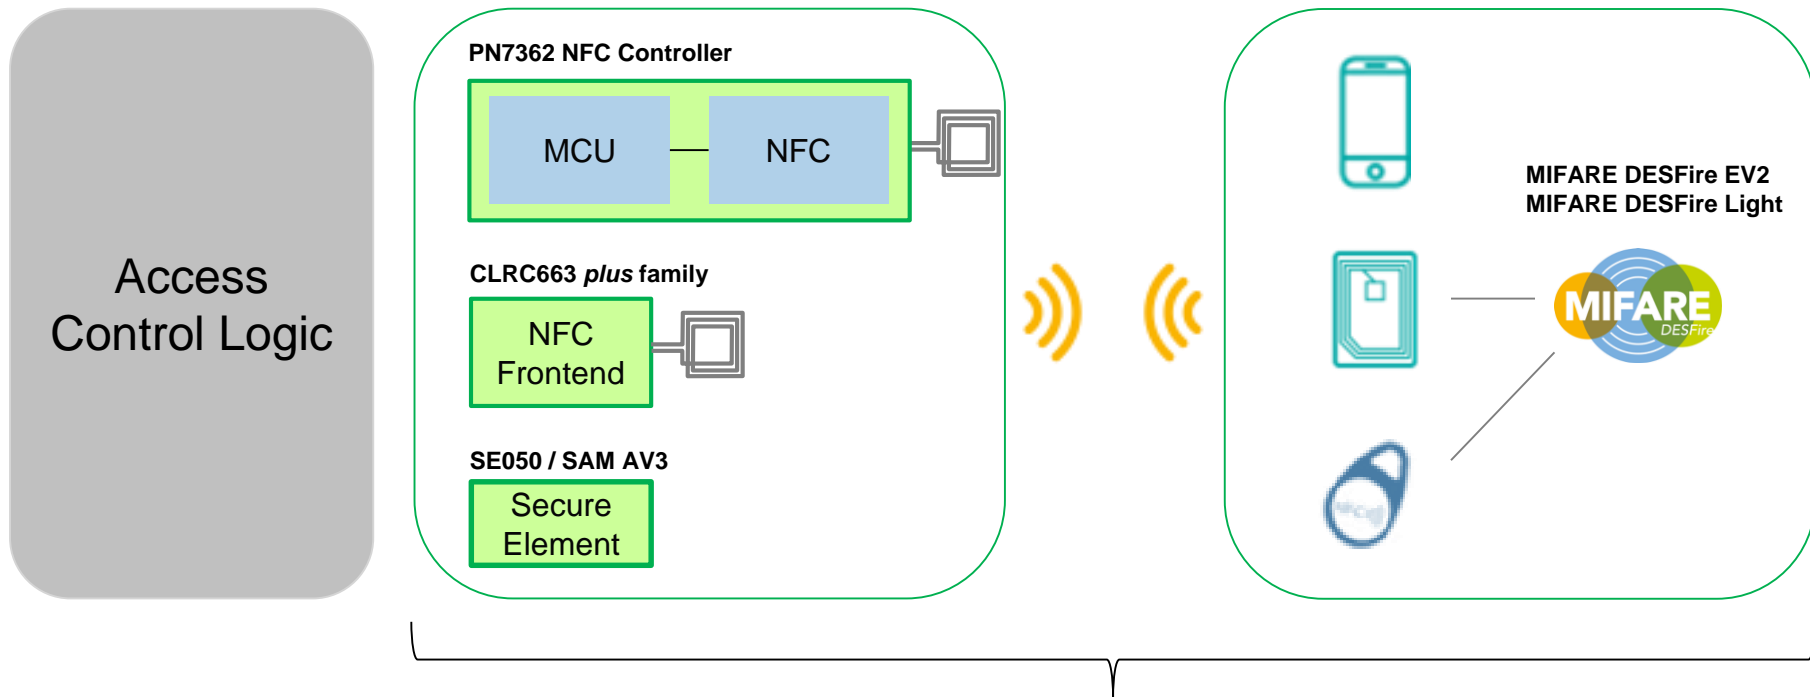 Access
Control Logic
PN7362 NFC Controller
MCU
NFC
CLRC663 plus family
NFC
Frontend
SE050 / SAM AV3
Secure
Element
MIFARE DESFire EV2
MIFARE DESFire Light
MIFARE
DESFire